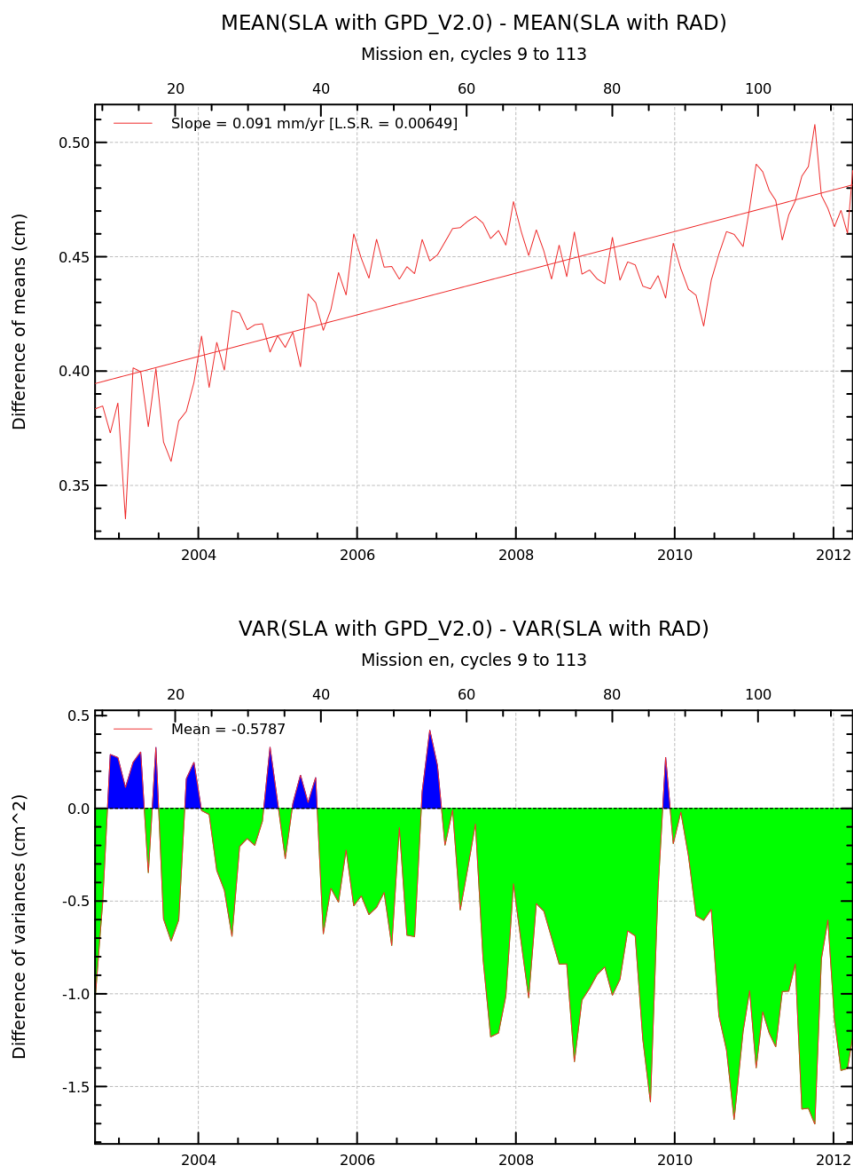 MEAN(SLA with GPD_V2.0) - MEAN(SLA with RAD)
Mission en, cycles 9 to 113
20 40 60 80 100
Slope = 0.091 mm/yr [L.S.R. = 0.00649]
0.50
0.45
0.40
0.35
Difference of means (cm)
2004 2006 2008 2010 2012
VAR(SLA with GPD_V2.0) - VAR(SLA with RAD)
Mission en, cycles 9 to 113
20 40 60 80 100
Mean = -0.5787
0.5
0.0
-0.5
-1.0
-1.5
Difference of variances (cm^2)
2004 2006 2008 2010 2012